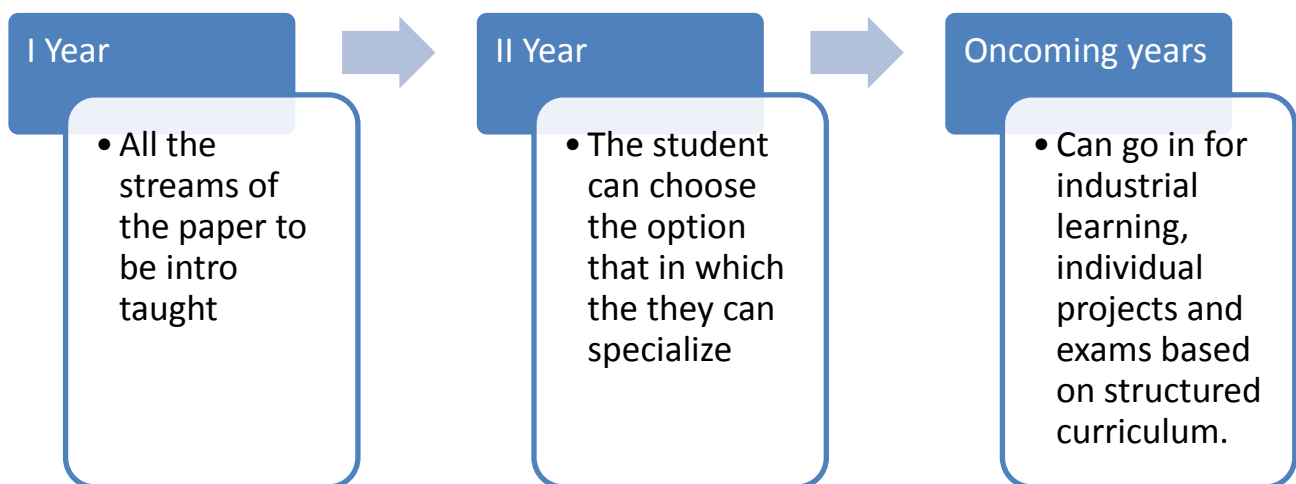 I Year
• All the
streams of
the paper to
be intro
taught
II Year
• The student
can choose
the option
that in which
the they can
specialize
Oncoming years
• Can go in for
industrial
learning,
individual
projects and
exams based
on structured
curriculum.